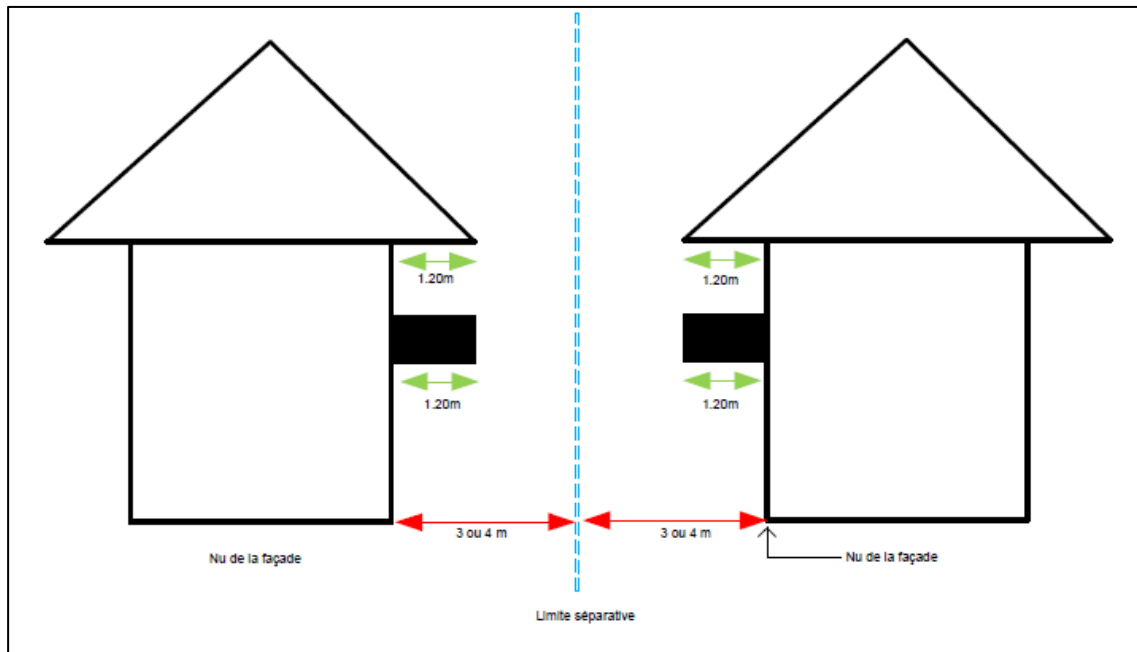 1.20m
1.20m
1.20m
1.20m
3 ou 4 m
3 ou 4 m
Nu de la façade
Nu de la façade
Limite séparative